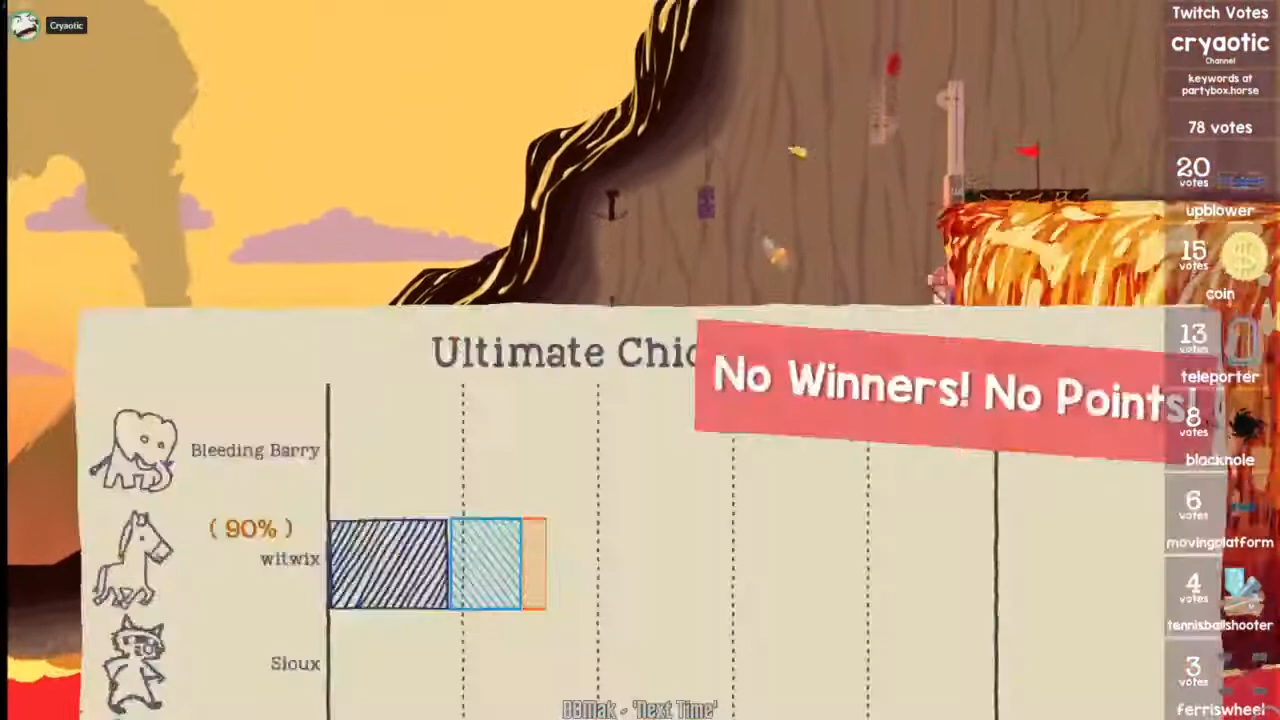 Cryaotic
Twitch Votes
cryaotic
Channel
keywords at
partybox.horse
78 votes
20
votes
upblower
15
votes
coin
13
votes
teleporter
8
votes
blackhole
6
votes
movingplatform
4
votes
tennisballshooter
3
votes
ferriswheel
Ultimate Chic
No Winners! No Points!
Bleeding Barry
( 90% )
witwix
Sioux
BBMak - 'Next Time'